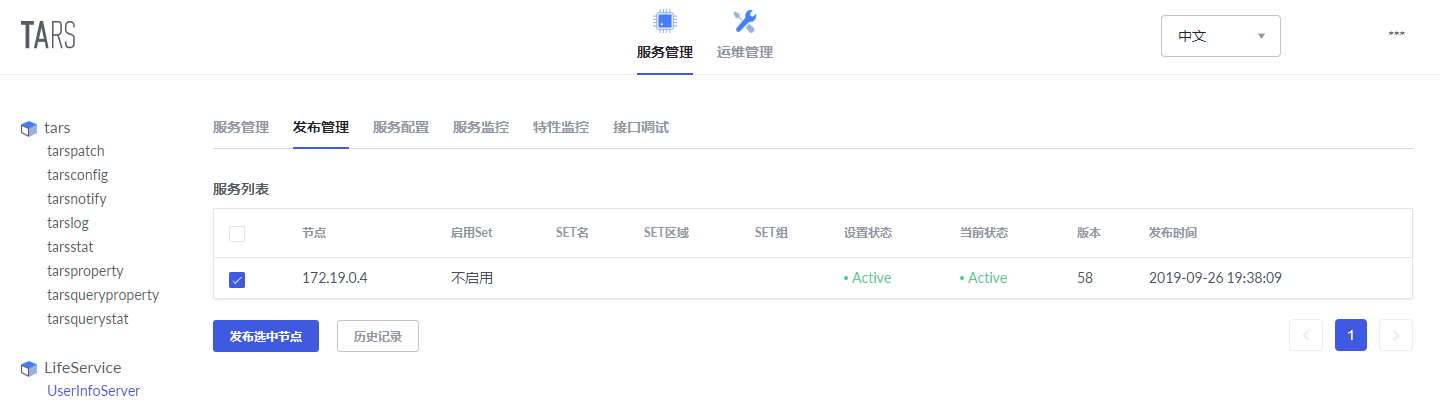 TARS
服务管理
运维管理
中文
***
tars
tarspatch
tarsconfig
tarsnotify
tarslog
tarsstat
tarsproperty
tarsqueryproperty
tarsquerystat
LifeService
UserInfoServer
服务管理 发布管理 服务配置 服务监控 特性监控 接口调试
服务列表
节点 启用Set SET名 SET区域 SET组 设置状态 当前状态 版本 发布时间
172.19.0.4 不启用 Active Active 58 2019-09-26 19:38:09
发布选中节点 历史记录 1